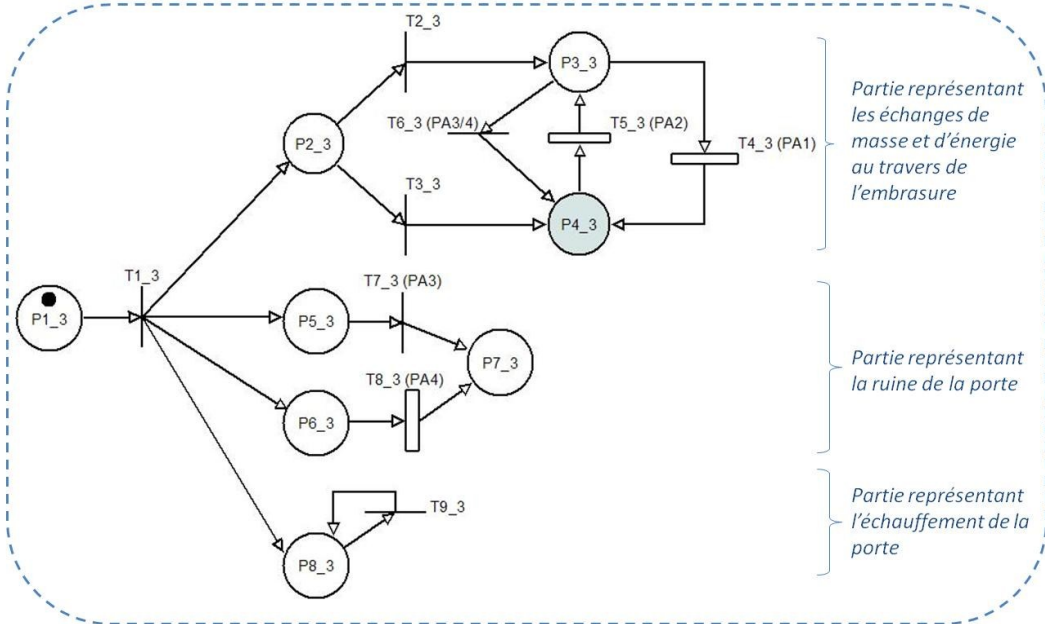 T2_3
P3_3
T6_3 (PA3/4)
T5_3 (PA2)
T4_3 (PA1)
P2_3
T3_3
P4_3
Partie représentant
les échanges de
masse et d'énergie
au travers de
l'embrasure
T1_3
P1_3
T7_3 (PA3)
P5_3
P7_3
T8_3 (PA4)
P6_3
Partie représentant
la ruine de la porte
T9_3
P8_3
Partie représentant
l'échauffement de la
porte